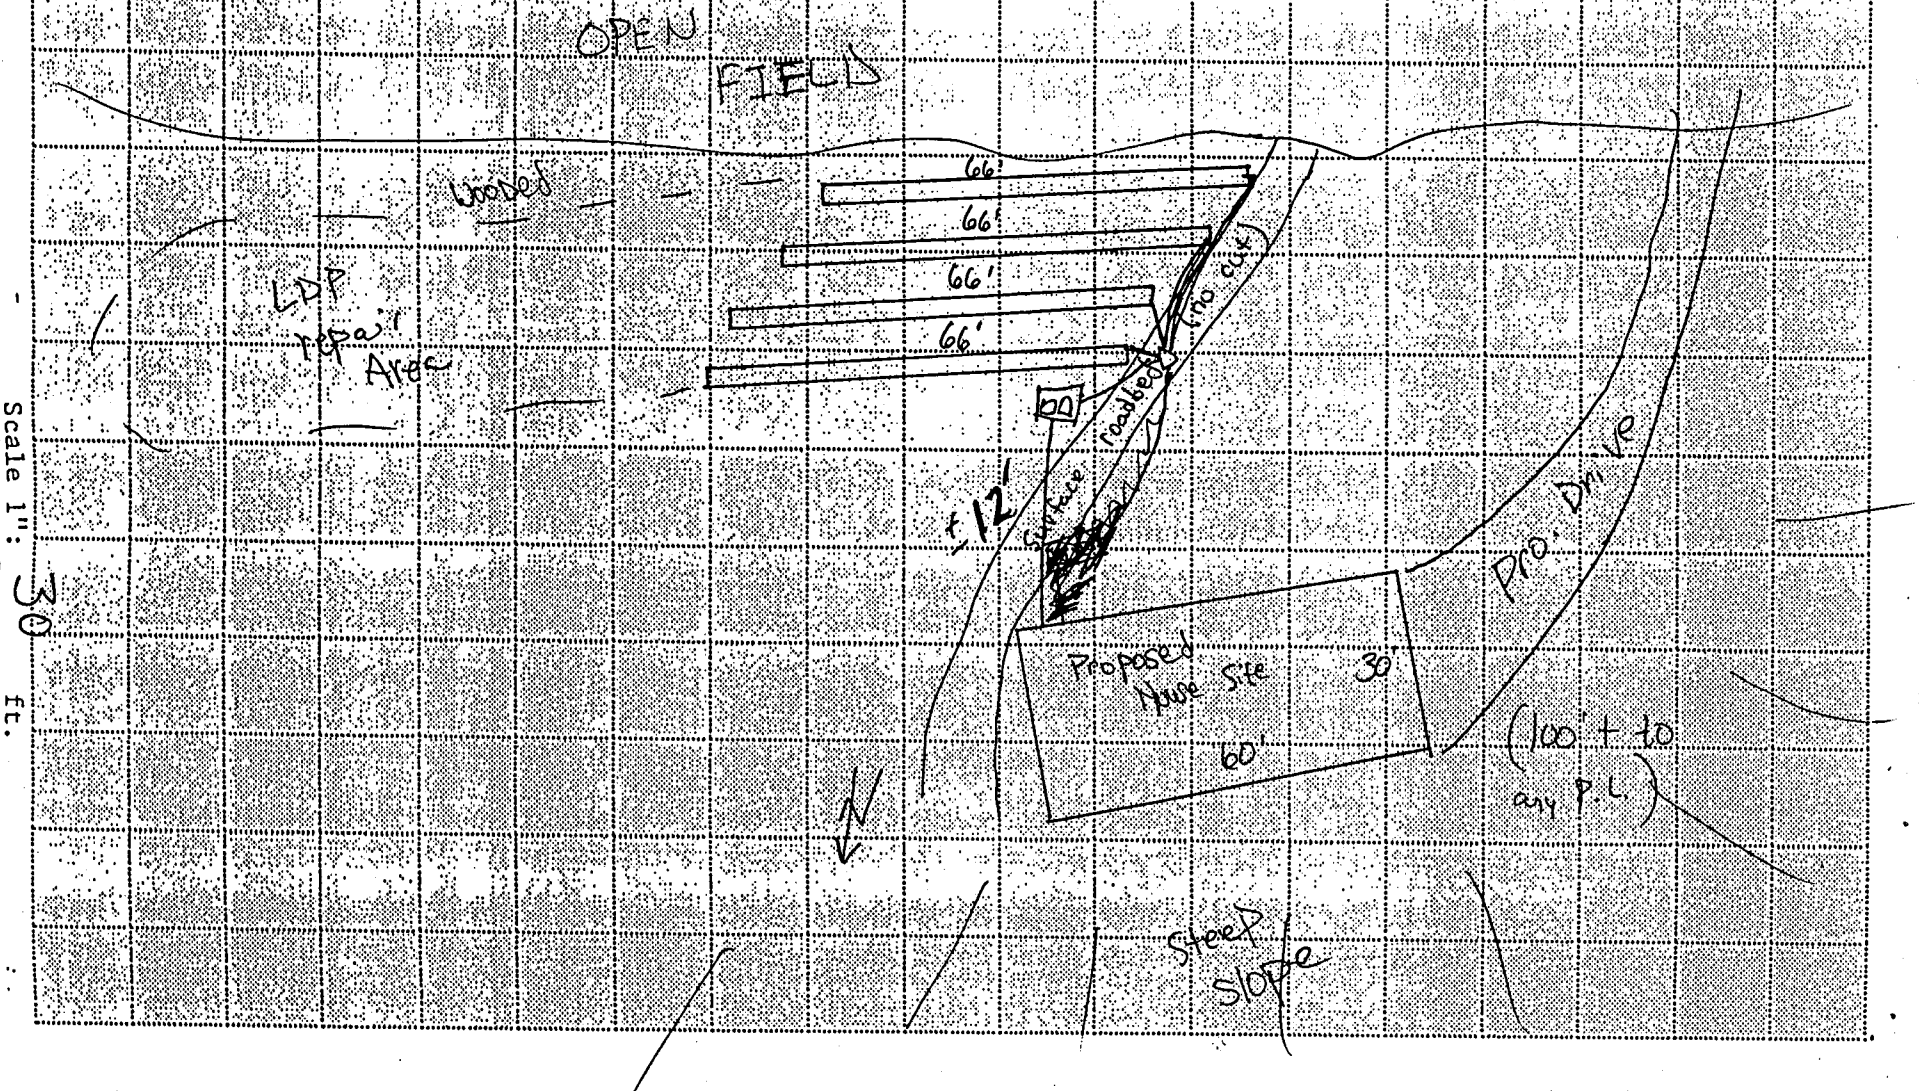 OPEN
FIELD
Wooded
66'
66'
66'
66'
LDP
repair
Area
(no cut)
roadbed
Surface
± 12'
Pro. Drive
Proposed
House Site
30'
60'
(100' + to
any P.L.)
N
Steep
Slope
Scale 1": 30 ft.